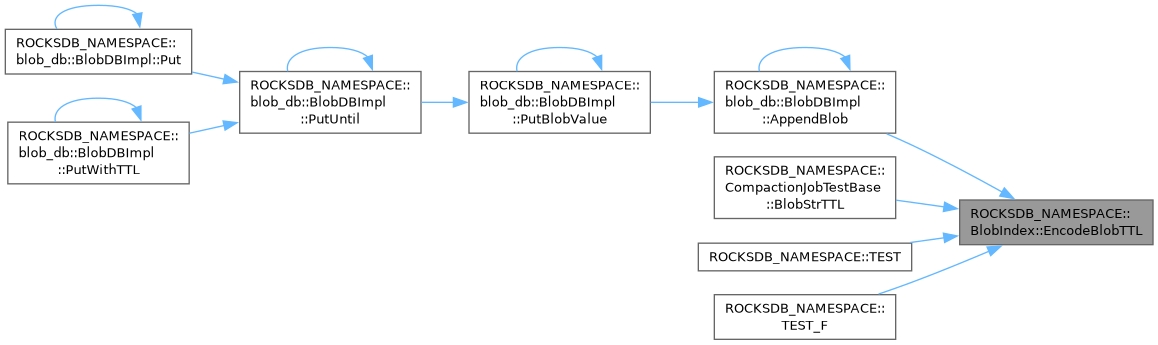 ROCKSDB_NAMESPACE::
blob_db::BlobDBImpl::Put
ROCKSDB_NAMESPACE::
blob_db::BlobDBImpl
::PutWithTTL
ROCKSDB_NAMESPACE::
blob_db::BlobDBImpl
::PutUntil
ROCKSDB_NAMESPACE::
blob_db::BlobDBImpl
::PutBlobValue
ROCKSDB_NAMESPACE::
blob_db::BlobDBImpl
::AppendBlob
ROCKSDB_NAMESPACE::
CompactionJobTestBase
::BlobStrTTL
ROCKSDB_NAMESPACE::TEST
ROCKSDB_NAMESPACE::
TEST_F
ROCKSDB_NAMESPACE::
BlobIndex::EncodeBlobTTL